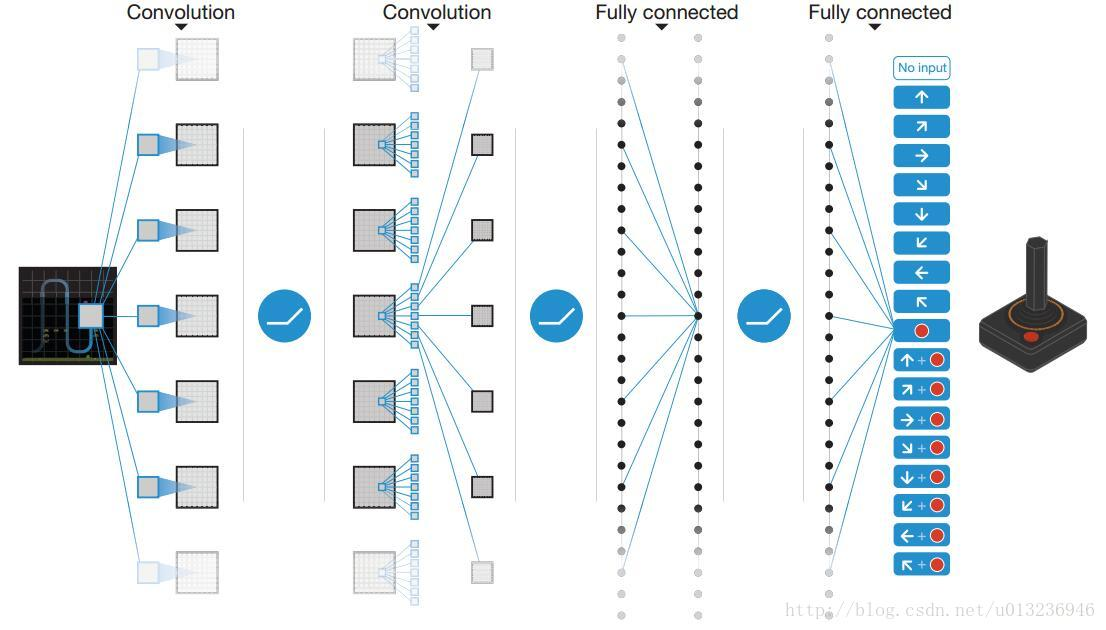 Convolution
Convolution
Fully connected
Fully connected
No input
+
+
+
+
+
+
+
+
http://blog.csdn.net/u013236946